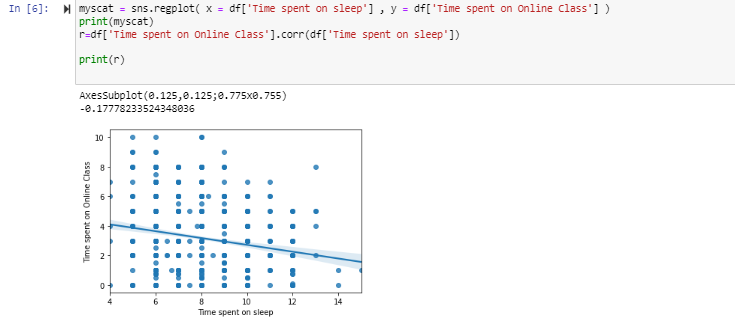 In [6]:
myscat = sns.regplot( x = df['Time spent on sleep'] , y = df['Time spent on Online Class'] )
print(myscat)
r=df['Time spent on Online Class'].corr(df['Time spent on sleep'])
print(r)
AxesSubplot(0.125,0.125;0.775x0.755)
-0.17778233524348036
10
8
6
4
2
0
Time spent on Online Class
4 6 8 10 12 14
Time spent on sleep